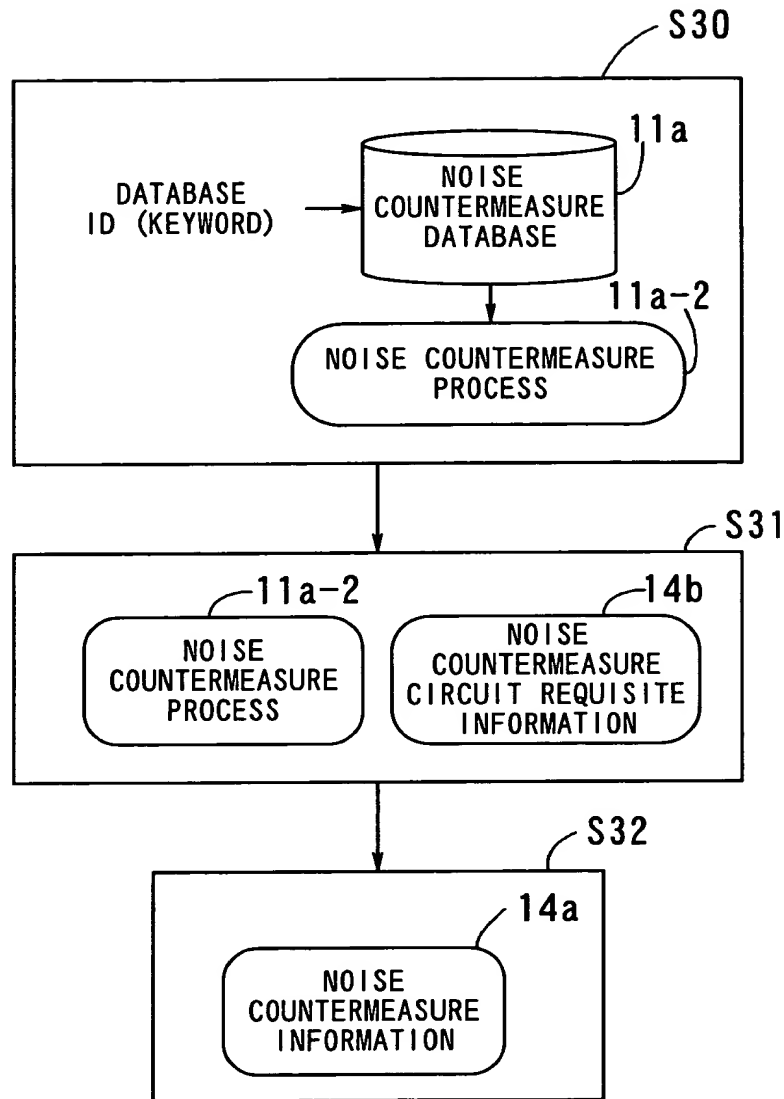 S30
11a
NOISE
COUNTERMEASURE
DATABASE
DATABASE
ID (KEYWORD)
11a-2
NOISE COUNTERMEASURE
PROCESS
S31
11a-2
NOISE
COUNTERMEASURE
PROCESS
14b
NOISE
COUNTERMEASURE
CIRCUIT REQUISITE
INFORMATION
S32
14a
NOISE
COUNTERMEASURE
INFORMATION